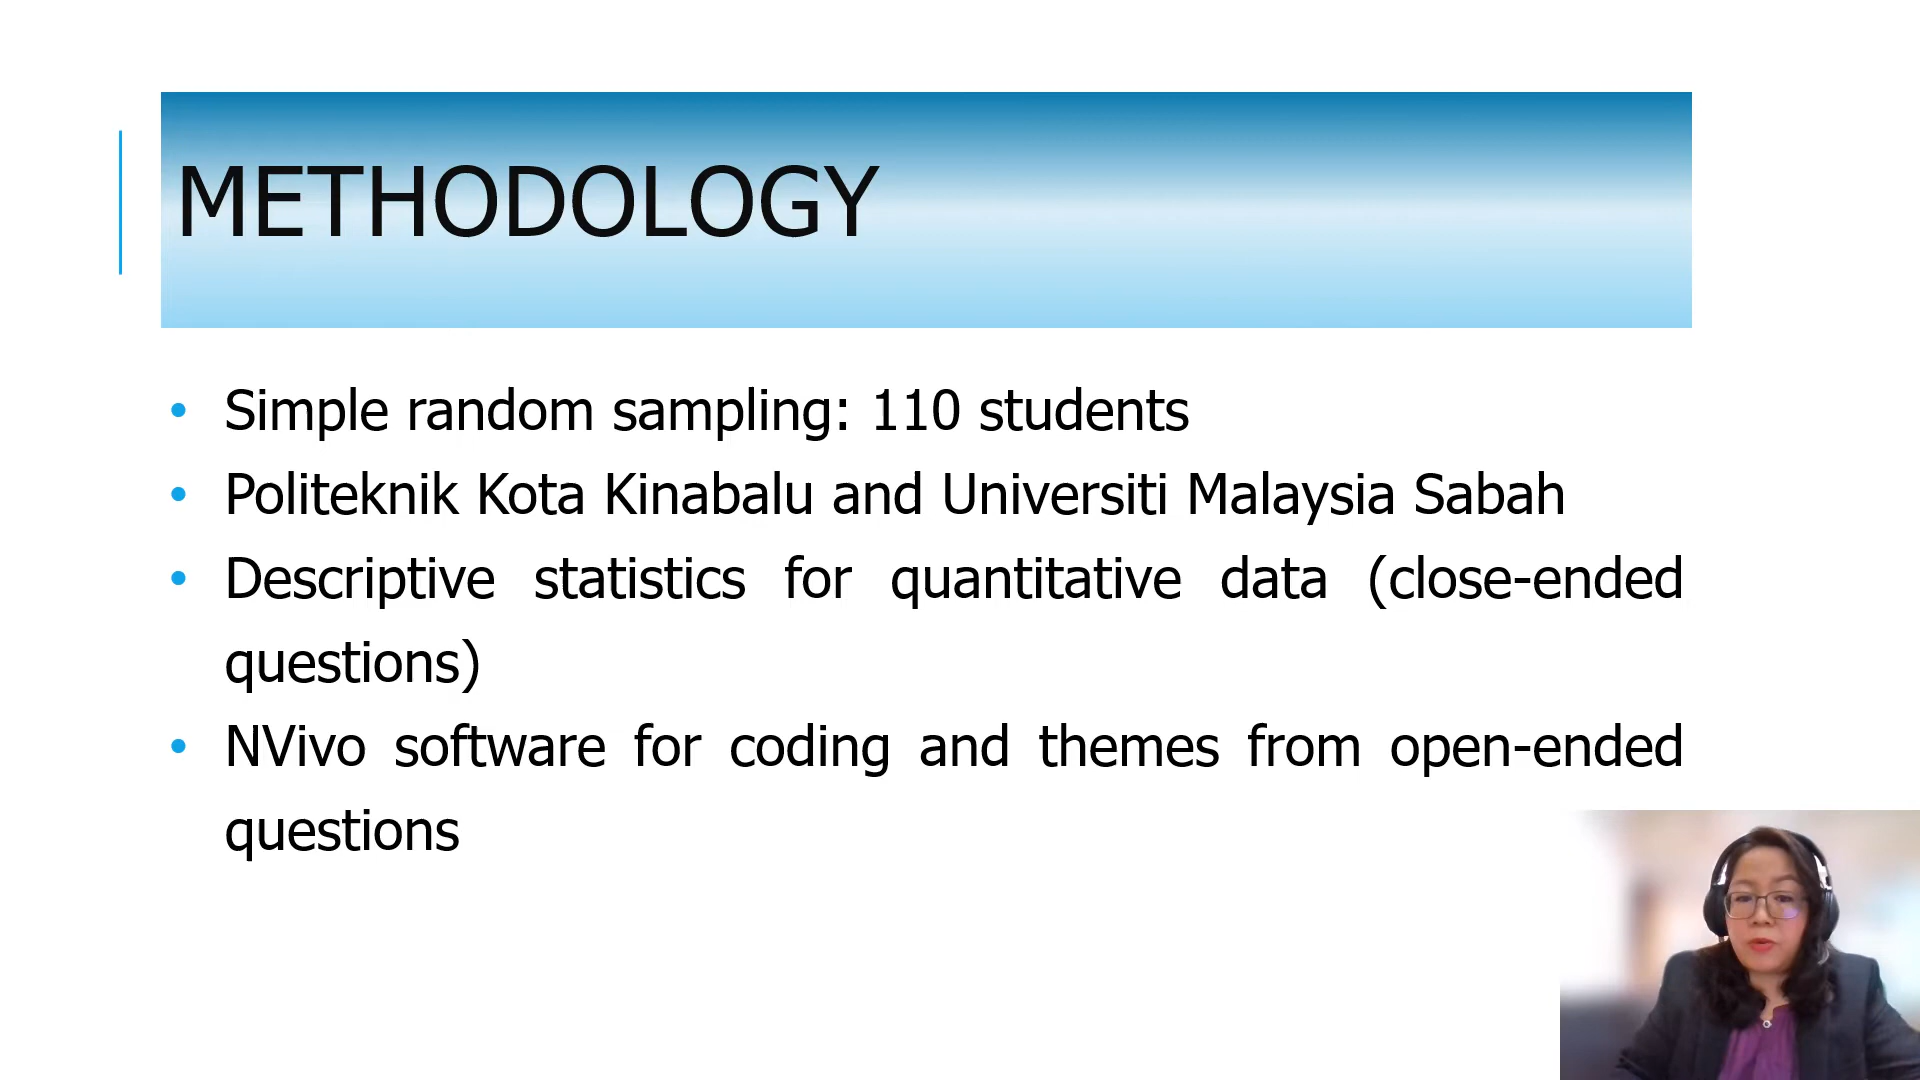 METHODOLOGY
• Simple random sampling: 110 students
• Politeknik Kota Kinabalu and Universiti Malaysia Sabah
• Descriptive statistics for quantitative data (close-ended
questions)
• NVivo software for coding and themes from open-ended
questions